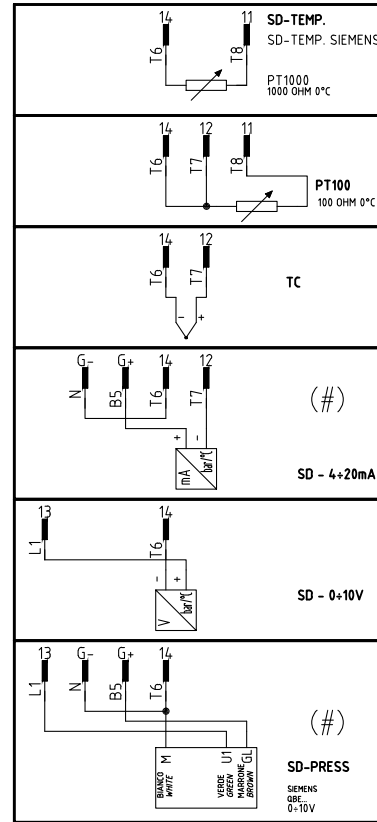 14 11 SD-TEMP.
SD-TEMP. SIEMENS
T6 T8
PT1000
1000 OHM 0°C
14 12 11
T6 T7 T8
PT100
100 OHM 0°C
14 12
T6 T7
TC
- +
G- G+ 14 12
N B5 T6 T7
(#)
+ -
mA bar/°C
SD - 4÷20mA
13 14
L1 T6
- +
V bar/°C
SD - 0÷10V
13 G- G+ 14
L1 N B5 T6
(#)
M U1 GL
BIANCO VERDE MARRONE
WHITE GREEN BROWN
SD-PRESS
SIEMENS
QBE...
0÷10V